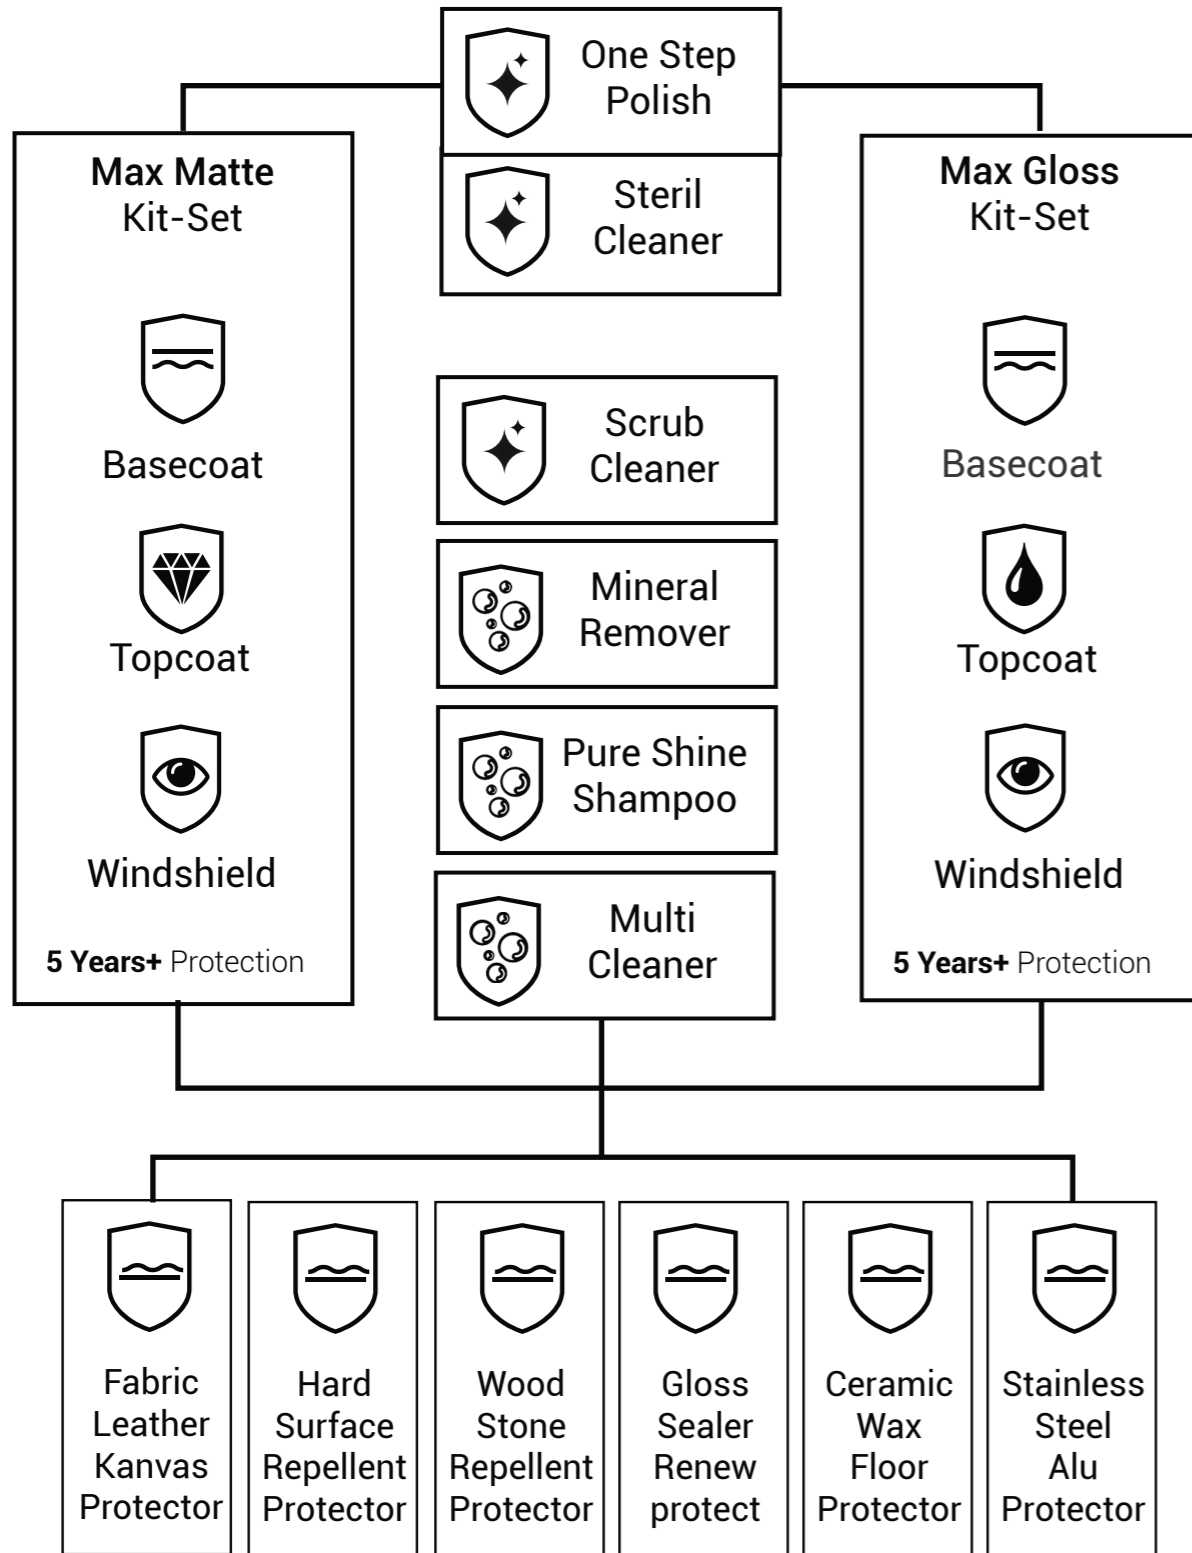 One Step
Polish
Steril
Cleaner
Max Matte
Kit-Set
Basecoat
Topcoat
Windshield
5 Years+ Protection
Scrub
Cleaner
Mineral
Remover
Pure Shine
Shampoo
Multi
Cleaner
Max Gloss
Kit-Set
Basecoat
Topcoat
Windshield
5 Years+ Protection
Fabric
Leather
Kanvas
Protector
Hard
Surface
Repellent
Protector
Wood
Stone
Repellent
Protector
Gloss
Sealer
Renew
protect
Ceramic
Wax
Floor
Protector
Stainless
Steel
Alu
Protector